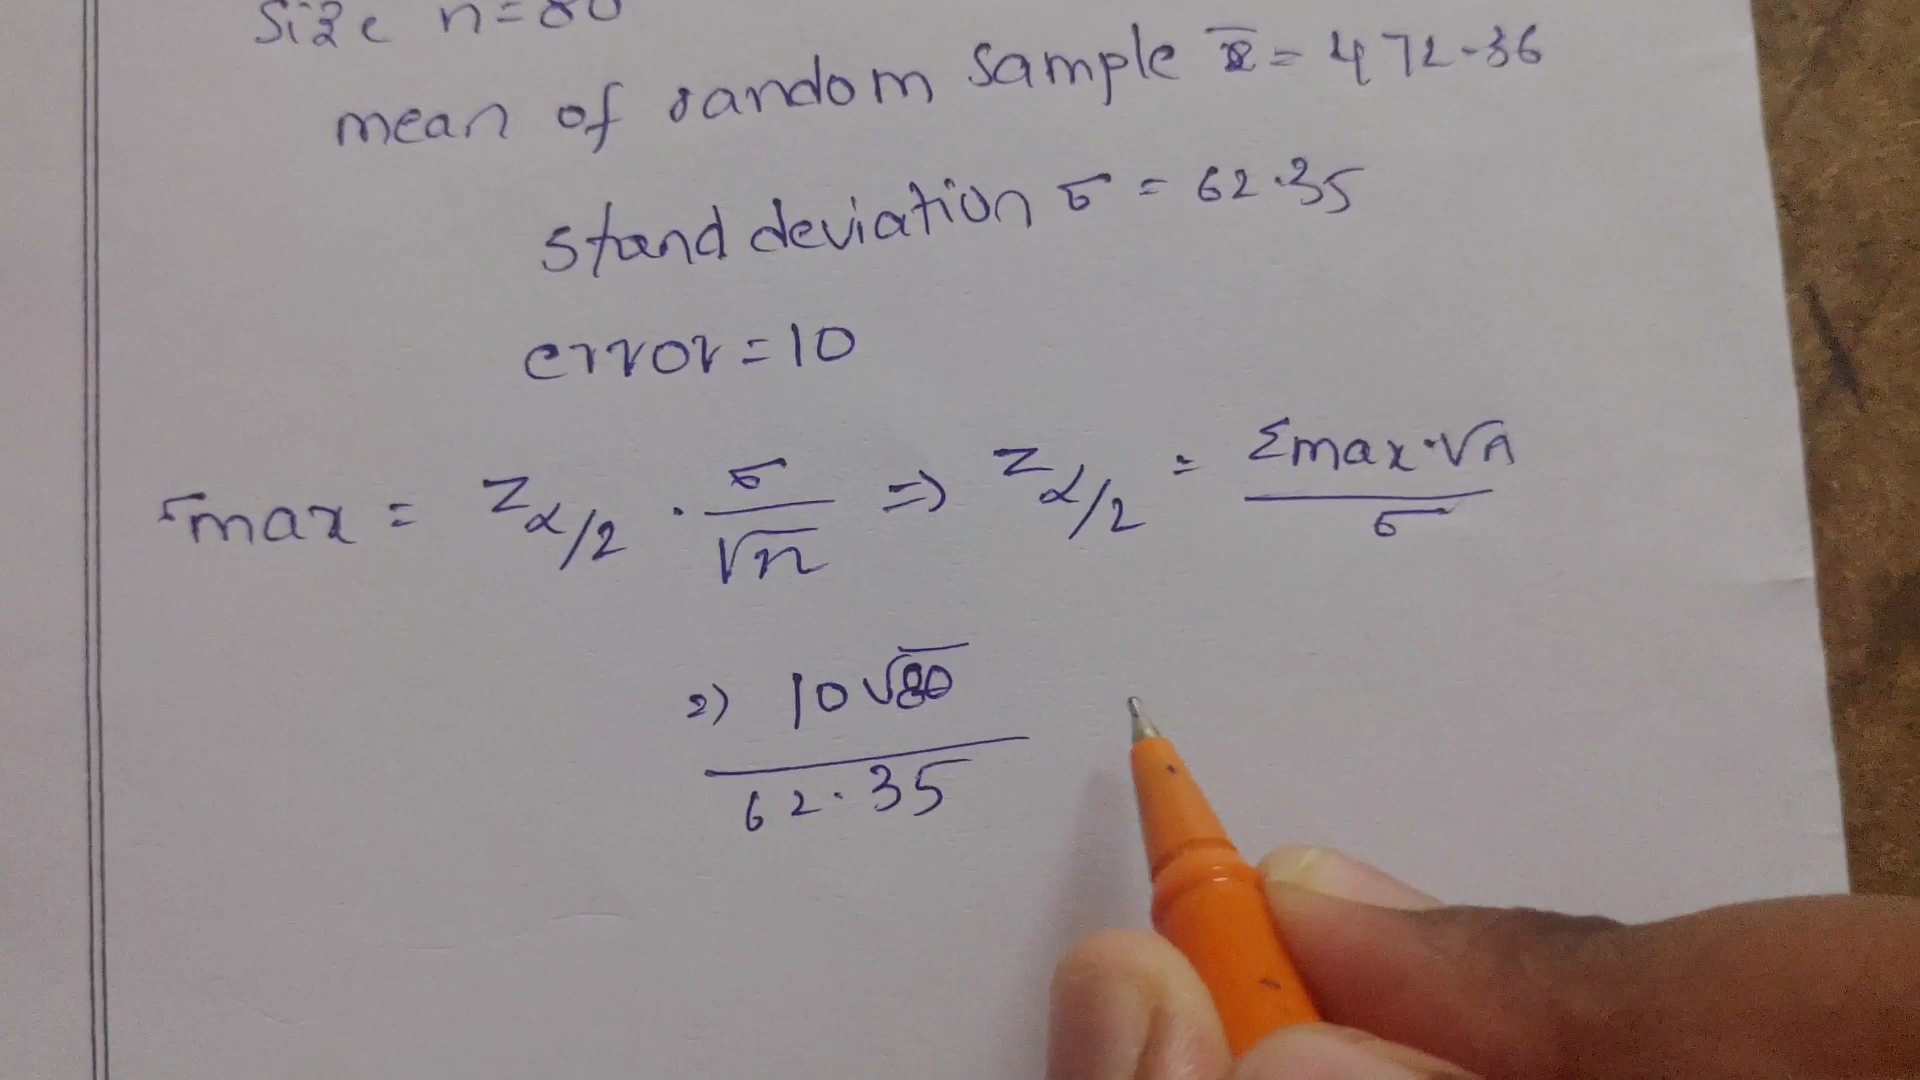 Size n=80
mean of random sample x̄ = 472.36
stand deviation σ = 62.35
error = 10
Emax = Zα/2 · σ/√n => Zα/2 = Emax·√n/σ
=> 10√80/62.35